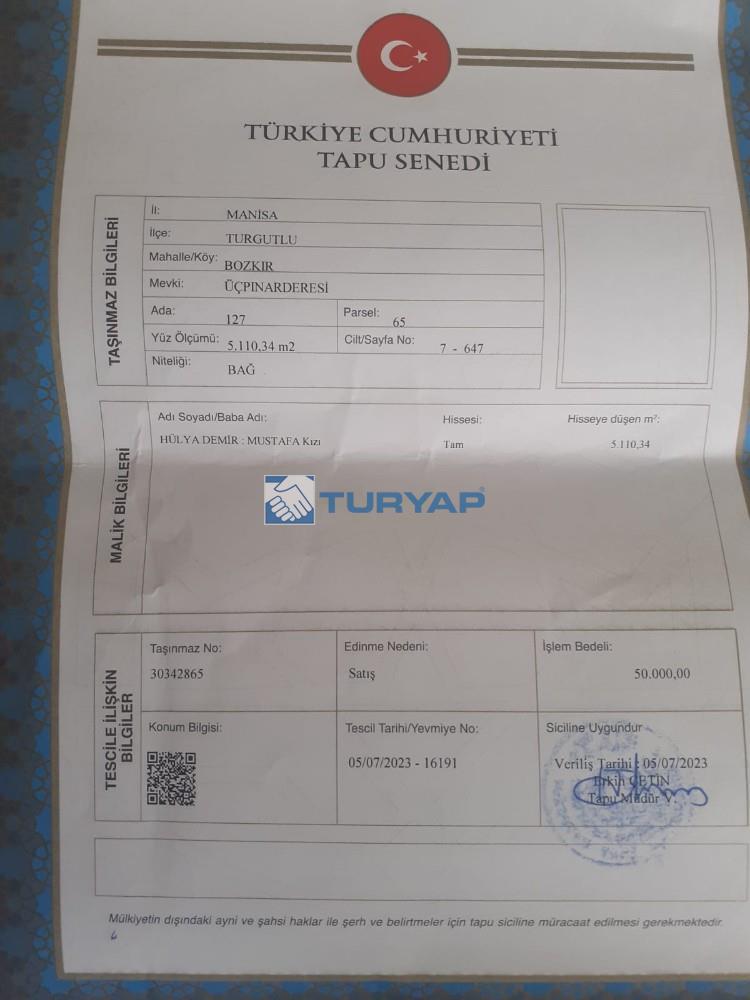 TÜRKİYE CUMHURİYETİ
TAPU SENEDİ
TAŞINMAZ BİLGİLERİ
İl: MANİSA
İlçe: TURGUTLU
Mahalle/Köy: BOZKIR
Mevki: ÜÇPINARDERESİ
Ada: 127 Parsel: 65
Yüz Ölçümü: 5.110,34 m2 Cilt/Sayfa No: 7 - 647
Niteliği: BAĞ
MALİK BİLGİLERİ
Adı Soyadı/Baba Adı: Hissesi: Hisseye düşen m²:
HÜLYA DEMİR : MUSTAFA Kızı Tam 5.110,34
TURYAP
TESCİLE İLİŞKİN
BİLGİLER
Taşınmaz No: Edinme Nedeni: İşlem Bedeli:
30342865 Satış 50.000,00
Konum Bilgisi: Tescil Tarihi/Yevmiye No: Siciline Uygundur
05/07/2023 - 16191 Veriliş Tarihi : 05/07/2023
Erkin ÇETİN
Tapu Müdür V.
Mülkiyetin dışındaki ayni ve şahsi haklar ile şerh ve belirtmeler için tapu siciline müracaat edilmesi gerekmektedir.